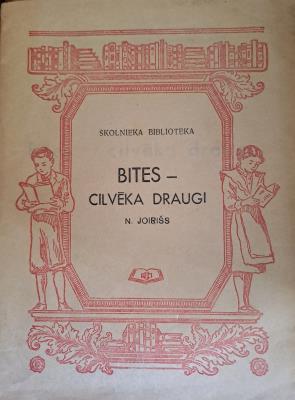 SKOLNIEKA BIBLIOTEKA
BITES –
CILVĒKA DRAUGI
N. JOIRIŠS